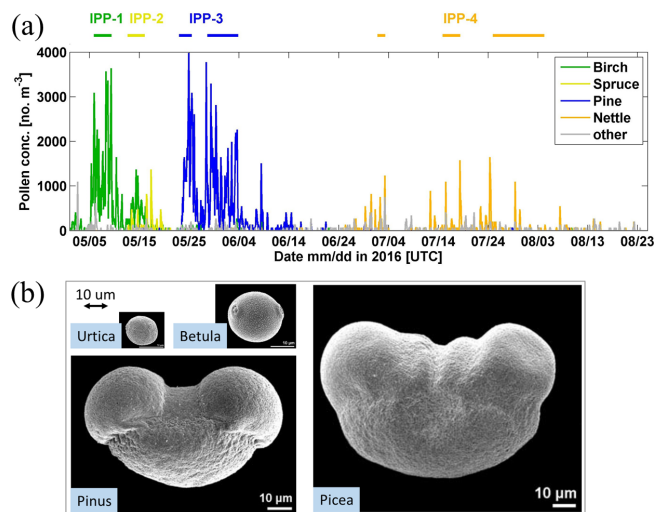 (a)
IPP-1 IPP-2 IPP-3 IPP-4
Pollen conc. [no. m-3]
4000
3000
2000
1000
0
Birch
Spruce
Pine
Nettle
other
05/05 05/15 05/25 06/04 06/14 06/24 07/04 07/14 07/24 08/03 08/13 08/23
Date mm/dd in 2016 [UTC]
(b)
10 um
Urtica
Betula
10 µm
Pinus
10 µm
Picea
10 µm